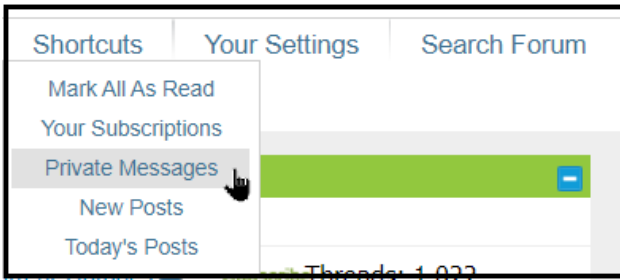 Shortcuts Your Settings Search Forum
Mark All As Read
Your Subscriptions
Private Messages
New Posts
Today's Posts
Threads: 1,022